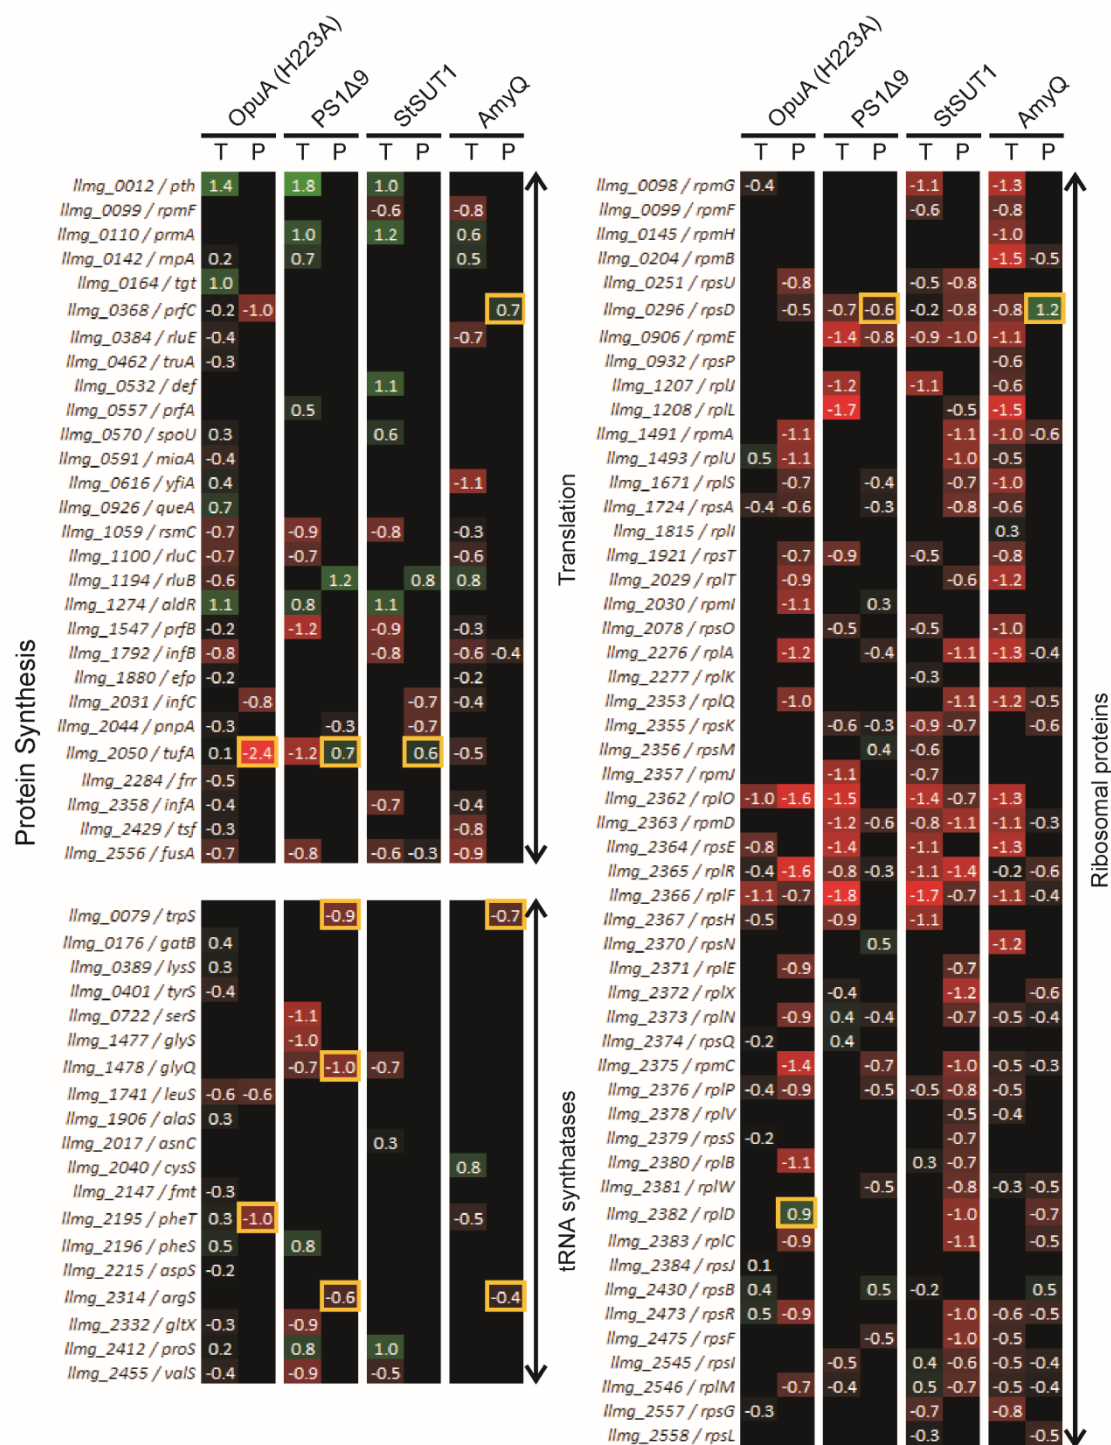 OpuA (H223A) PS1Δ9 StSUT1 AmyQ
T P T P T P T P
llmg_0012 / pth 1.4 1.8 1.0
llmg_0099 / rpmF -0.6 -0.8
llmg_0110 / prmA 1.0 1.2 0.6
llmg_0142 / rnpA 0.2 0.7 0.5
llmg_0164 / tgt 1.0
llmg_0368 / prfC -0.2 -1.0 0.7
llmg_0384 / rluE -0.4 -0.7
llmg_0462 / truA -0.3
llmg_0532 / def 1.1
llmg_0557 / prfA 0.5
llmg_0570 / spoU 0.3 0.6
llmg_0591 / miaA -0.4
llmg_0616 / yfiA 0.4 -1.1
llmg_0926 / queA 0.7
llmg_1059 / rsmC -0.7 -0.9 -0.8 -0.3
llmg_1100 / rluC -0.7 -0.7 -0.6
llmg_1194 / rluB -0.6 1.2 0.8 0.8
llmg_1274 / aldR 1.1 0.8 1.1
llmg_1547 / prfB -0.2 -1.2 -0.9 -0.3
llmg_1792 / infB -0.8 -0.8 -0.6 -0.4
llmg_1880 / efp -0.2 -0.2
llmg_2031 / infC -0.8 -0.7 -0.4
llmg_2044 / pnpA -0.3 -0.3 -0.7
llmg_2050 / tufA 0.1 -2.4 -1.2 0.7 0.6 -0.5
llmg_2284 / frr -0.5
llmg_2358 / infA -0.4 -0.7 -0.4
llmg_2429 / tsf -0.3 -0.8
llmg_2556 / fusA -0.7 -0.8 -0.6 -0.3 -0.9
Translation
Protein Synthesis
llmg_0079 / trpS -0.9 -0.7
llmg_0176 / gatB 0.4
llmg_0389 / lysS 0.3
llmg_0401 / tyrS -0.4
llmg_0722 / serS -1.1
llmg_1477 / glyS -1.0
llmg_1478 / glyQ -0.7 -1.0 -0.7
llmg_1741 / leuS -0.6 -0.6
llmg_1906 / alaS 0.3
llmg_2017 / asnC 0.3
llmg_2040 / cysS 0.8
llmg_2147 / fmt -0.3
llmg_2195 / pheT 0.3 -1.0 -0.5
llmg_2196 / pheS 0.5 0.8
llmg_2215 / aspS -0.2
llmg_2314 / argS -0.6 -0.4
llmg_2332 / gltX -0.3 -0.9
llmg_2412 / proS 0.2 0.8 1.0
llmg_2455 / valS -0.4 -0.9 -0.5
tRNA synthatases
OpuA (H223A) PS1Δ9 StSUT1 AmyQ
T P T P T P T P
llmg_0098 / rpmG -0.4 -1.1 -1.3
llmg_0099 / rpmF -0.6 -0.8
llmg_0145 / rpmH -1.0
llmg_0204 / rpmB -1.5 -0.5
llmg_0251 / rpsU -0.8 -0.5 -0.8
llmg_0296 / rpsD -0.5 -0.7 -0.6 -0.2 -0.8 -0.8 1.2
llmg_0906 / rpmE -1.4 -0.8 -0.9 -1.0 -1.1
llmg_0932 / rpsP -0.6
llmg_1207 / rplJ -1.2 -1.1 -0.6
llmg_1208 / rplL -1.7 -0.5 -1.5
llmg_1491 / rpmA -1.1 -1.1 -1.0 -0.6
llmg_1493 / rplU 0.5 -1.1 -1.0 -0.5
llmg_1671 / rplS -0.7 -0.4 -0.7 -1.0
llmg_1724 / rpsA -0.4 -0.6 -0.3 -0.8 -0.6
llmg_1815 / rplI 0.3
llmg_1921 / rpsT -0.7 -0.9 -0.5 -0.8
llmg_2029 / rplT -0.9 -0.6 -1.2
llmg_2030 / rpmI -1.1 0.3
llmg_2078 / rpsO -0.5 -0.5 -1.0
llmg_2276 / rplA -1.2 -0.4 -1.1 -1.3 -0.4
llmg_2277 / rplK -0.3
llmg_2353 / rplQ -1.0 -1.1 -1.2 -0.5
llmg_2355 / rpsK -0.6 -0.3 -0.9 -0.7 -0.6
llmg_2356 / rpsM 0.4 -0.6
llmg_2357 / rpmJ -1.1 -0.7
llmg_2362 / rplO -1.0 -1.6 -1.5 -1.4 -0.7 -1.3
llmg_2363 / rpmD -1.2 -0.6 -0.8 -1.1 -1.1 -0.3
llmg_2364 / rpsE -0.8 -1.4 -1.1 -1.3
llmg_2365 / rplR -0.4 -1.6 -0.8 -0.3 -1.1 -1.4 -0.2 -0.6
llmg_2366 / rplF -1.1 -0.7 -1.8 -1.7 -0.7 -1.1 -0.4
llmg_2367 / rpsH -0.5 -0.9 -1.1
llmg_2370 / rpsN 0.5 -1.2
llmg_2371 / rplE -0.9 -0.7
llmg_2372 / rplX -0.4 -1.2 -0.6
llmg_2373 / rplN -0.9 0.4 -0.4 -0.7 -0.5 -0.4
llmg_2374 / rpsQ -0.2 0.4
llmg_2375 / rpmC -1.4 -0.7 -1.0 -0.5 -0.3
llmg_2376 / rplP -0.4 -0.9 -0.5 -0.5 -0.8 -0.5
llmg_2378 / rplV -0.5 -0.4
llmg_2379 / rpsS -0.2 -0.7
llmg_2380 / rplB -1.1 0.3 -0.7
llmg_2381 / rplW -0.5 -0.8 -0.3 -0.5
llmg_2382 / rplD 0.9 -1.0 -0.7
llmg_2383 / rplC -0.9 -1.1 -0.5
llmg_2384 / rpsJ 0.1
llmg_2430 / rpsB 0.4 0.5 -0.2 0.5
llmg_2473 / rpsR 0.5 -0.9 -1.0 -0.6 -0.5
llmg_2475 / rpsF -0.5 -1.0 -0.5
llmg_2545 / rpsI -0.5 0.4 -0.6 -0.5 -0.4
llmg_2546 / rplM -0.7 -0.4 0.5 -0.7 -0.5 -0.4
llmg_2557 / rpsG -0.3 -0.7 -0.8
llmg_2558 / rpsL -0.3 -0.5
Ribosomal proteins